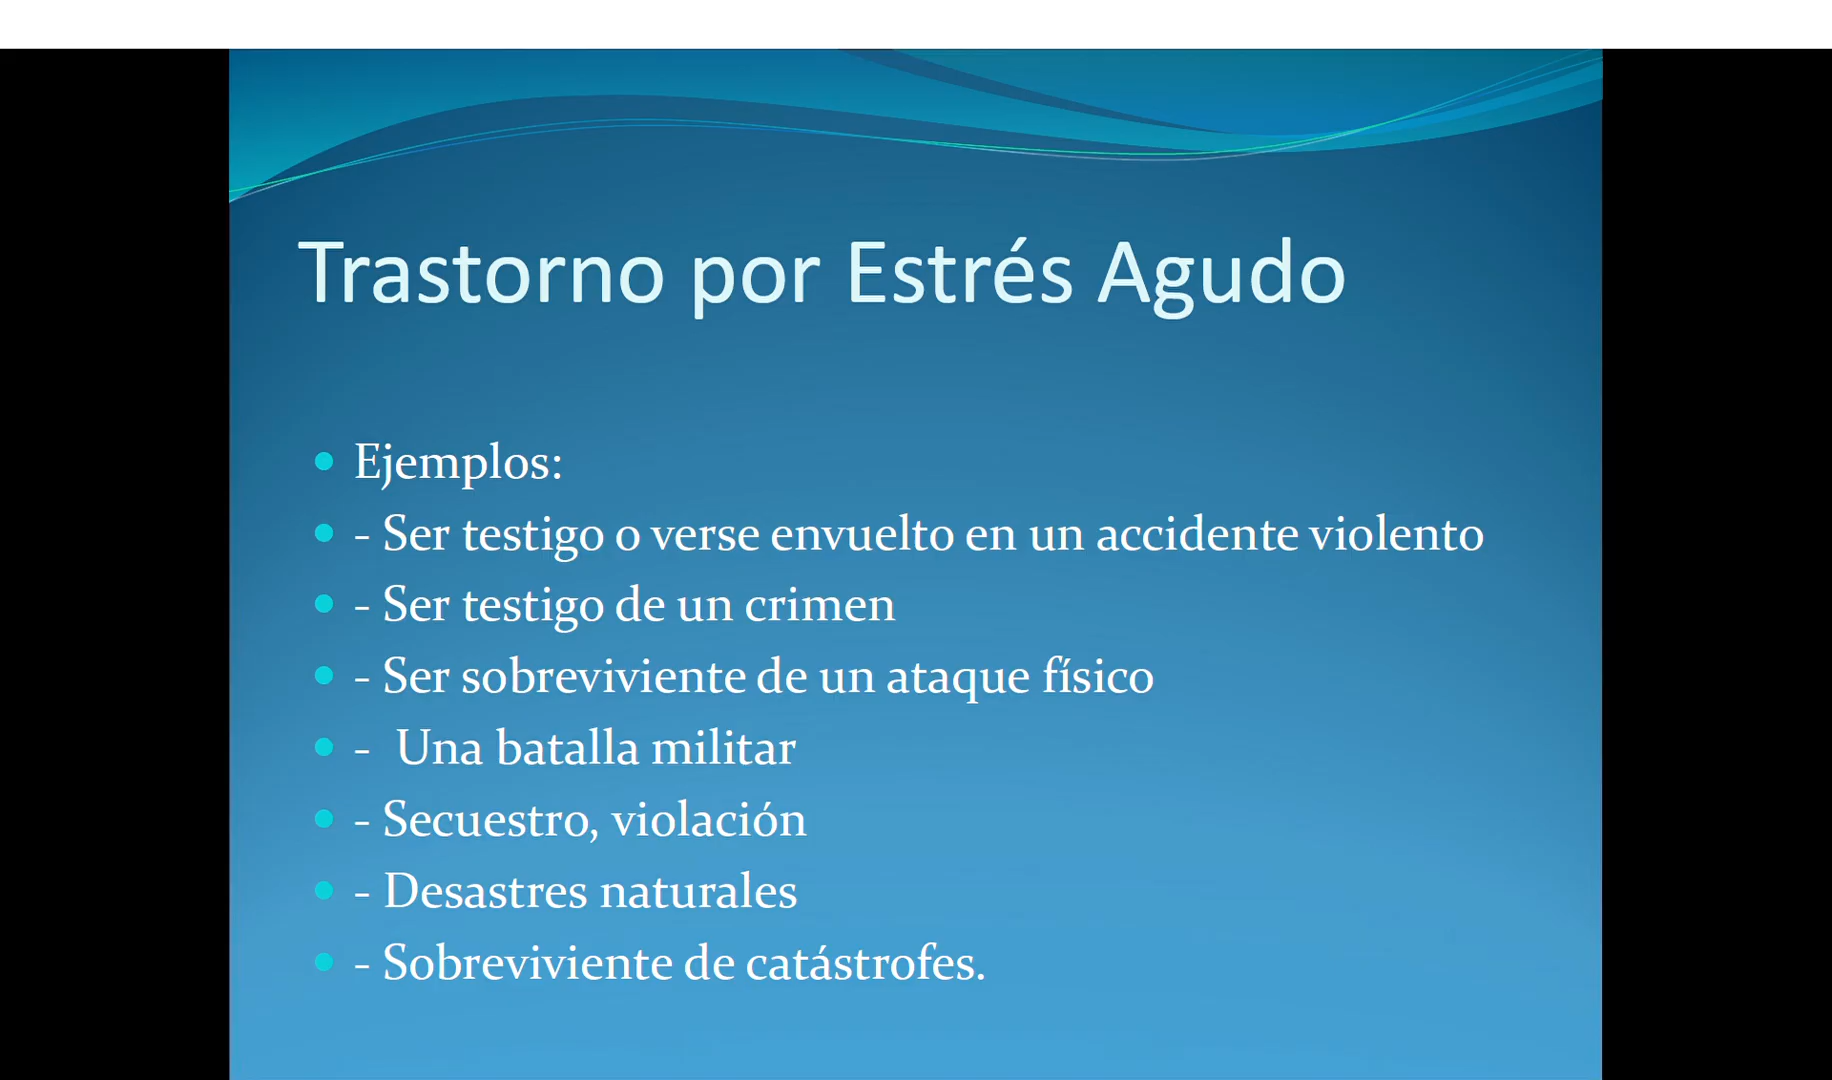 Trastorno por Estrés Agudo
• Ejemplos:
• - Ser testigo o verse envuelto en un accidente violento
• - Ser testigo de un crimen
• - Ser sobreviviente de un ataque físico
• -  Una batalla militar
• - Secuestro, violación
• - Desastres naturales
• - Sobreviviente de catástrofes.